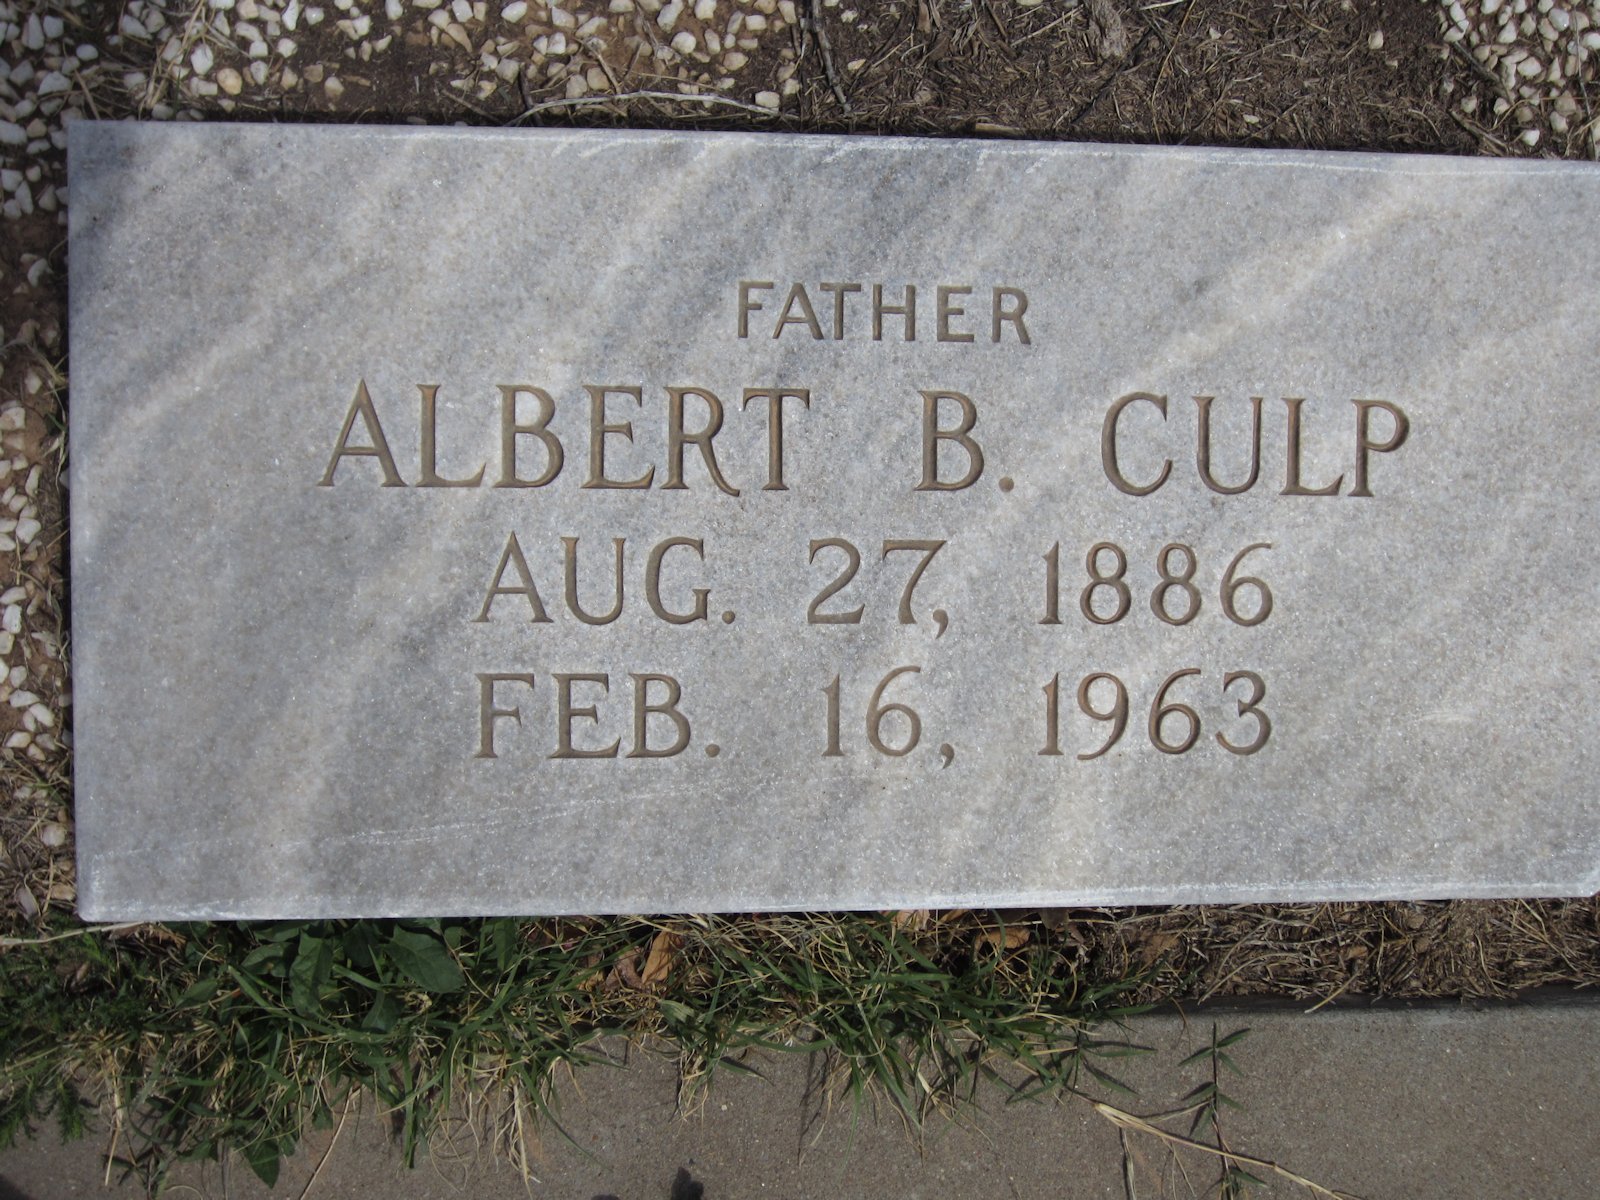 FATHER
ALBERT B. CULP
AUG. 27, 1886
FEB. 16, 1963